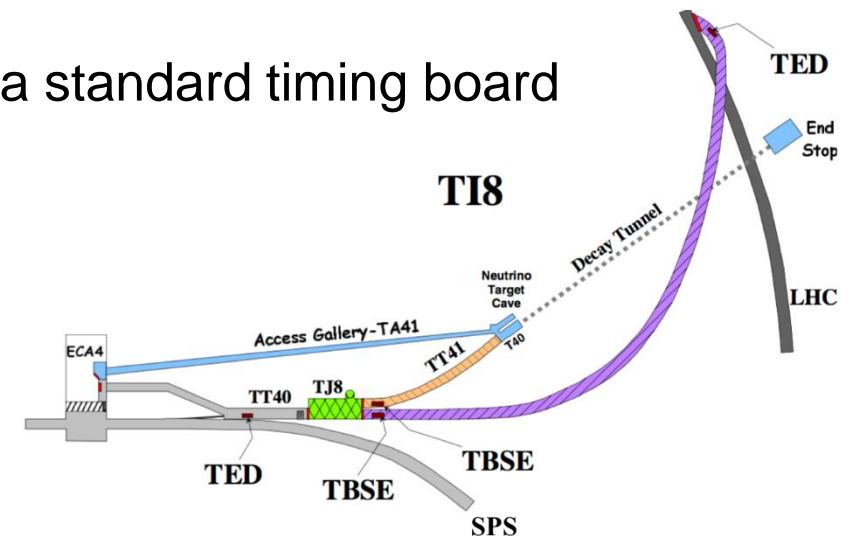 a standard timing board
TED
End
Stop
TI8
Decay Tunnel
Neutrino
Target
Cave
LHC
Access Gallery-TA41
T40
ECA4
TT41
TT40
TJ8
TED
TBSE
TBSE
SPS